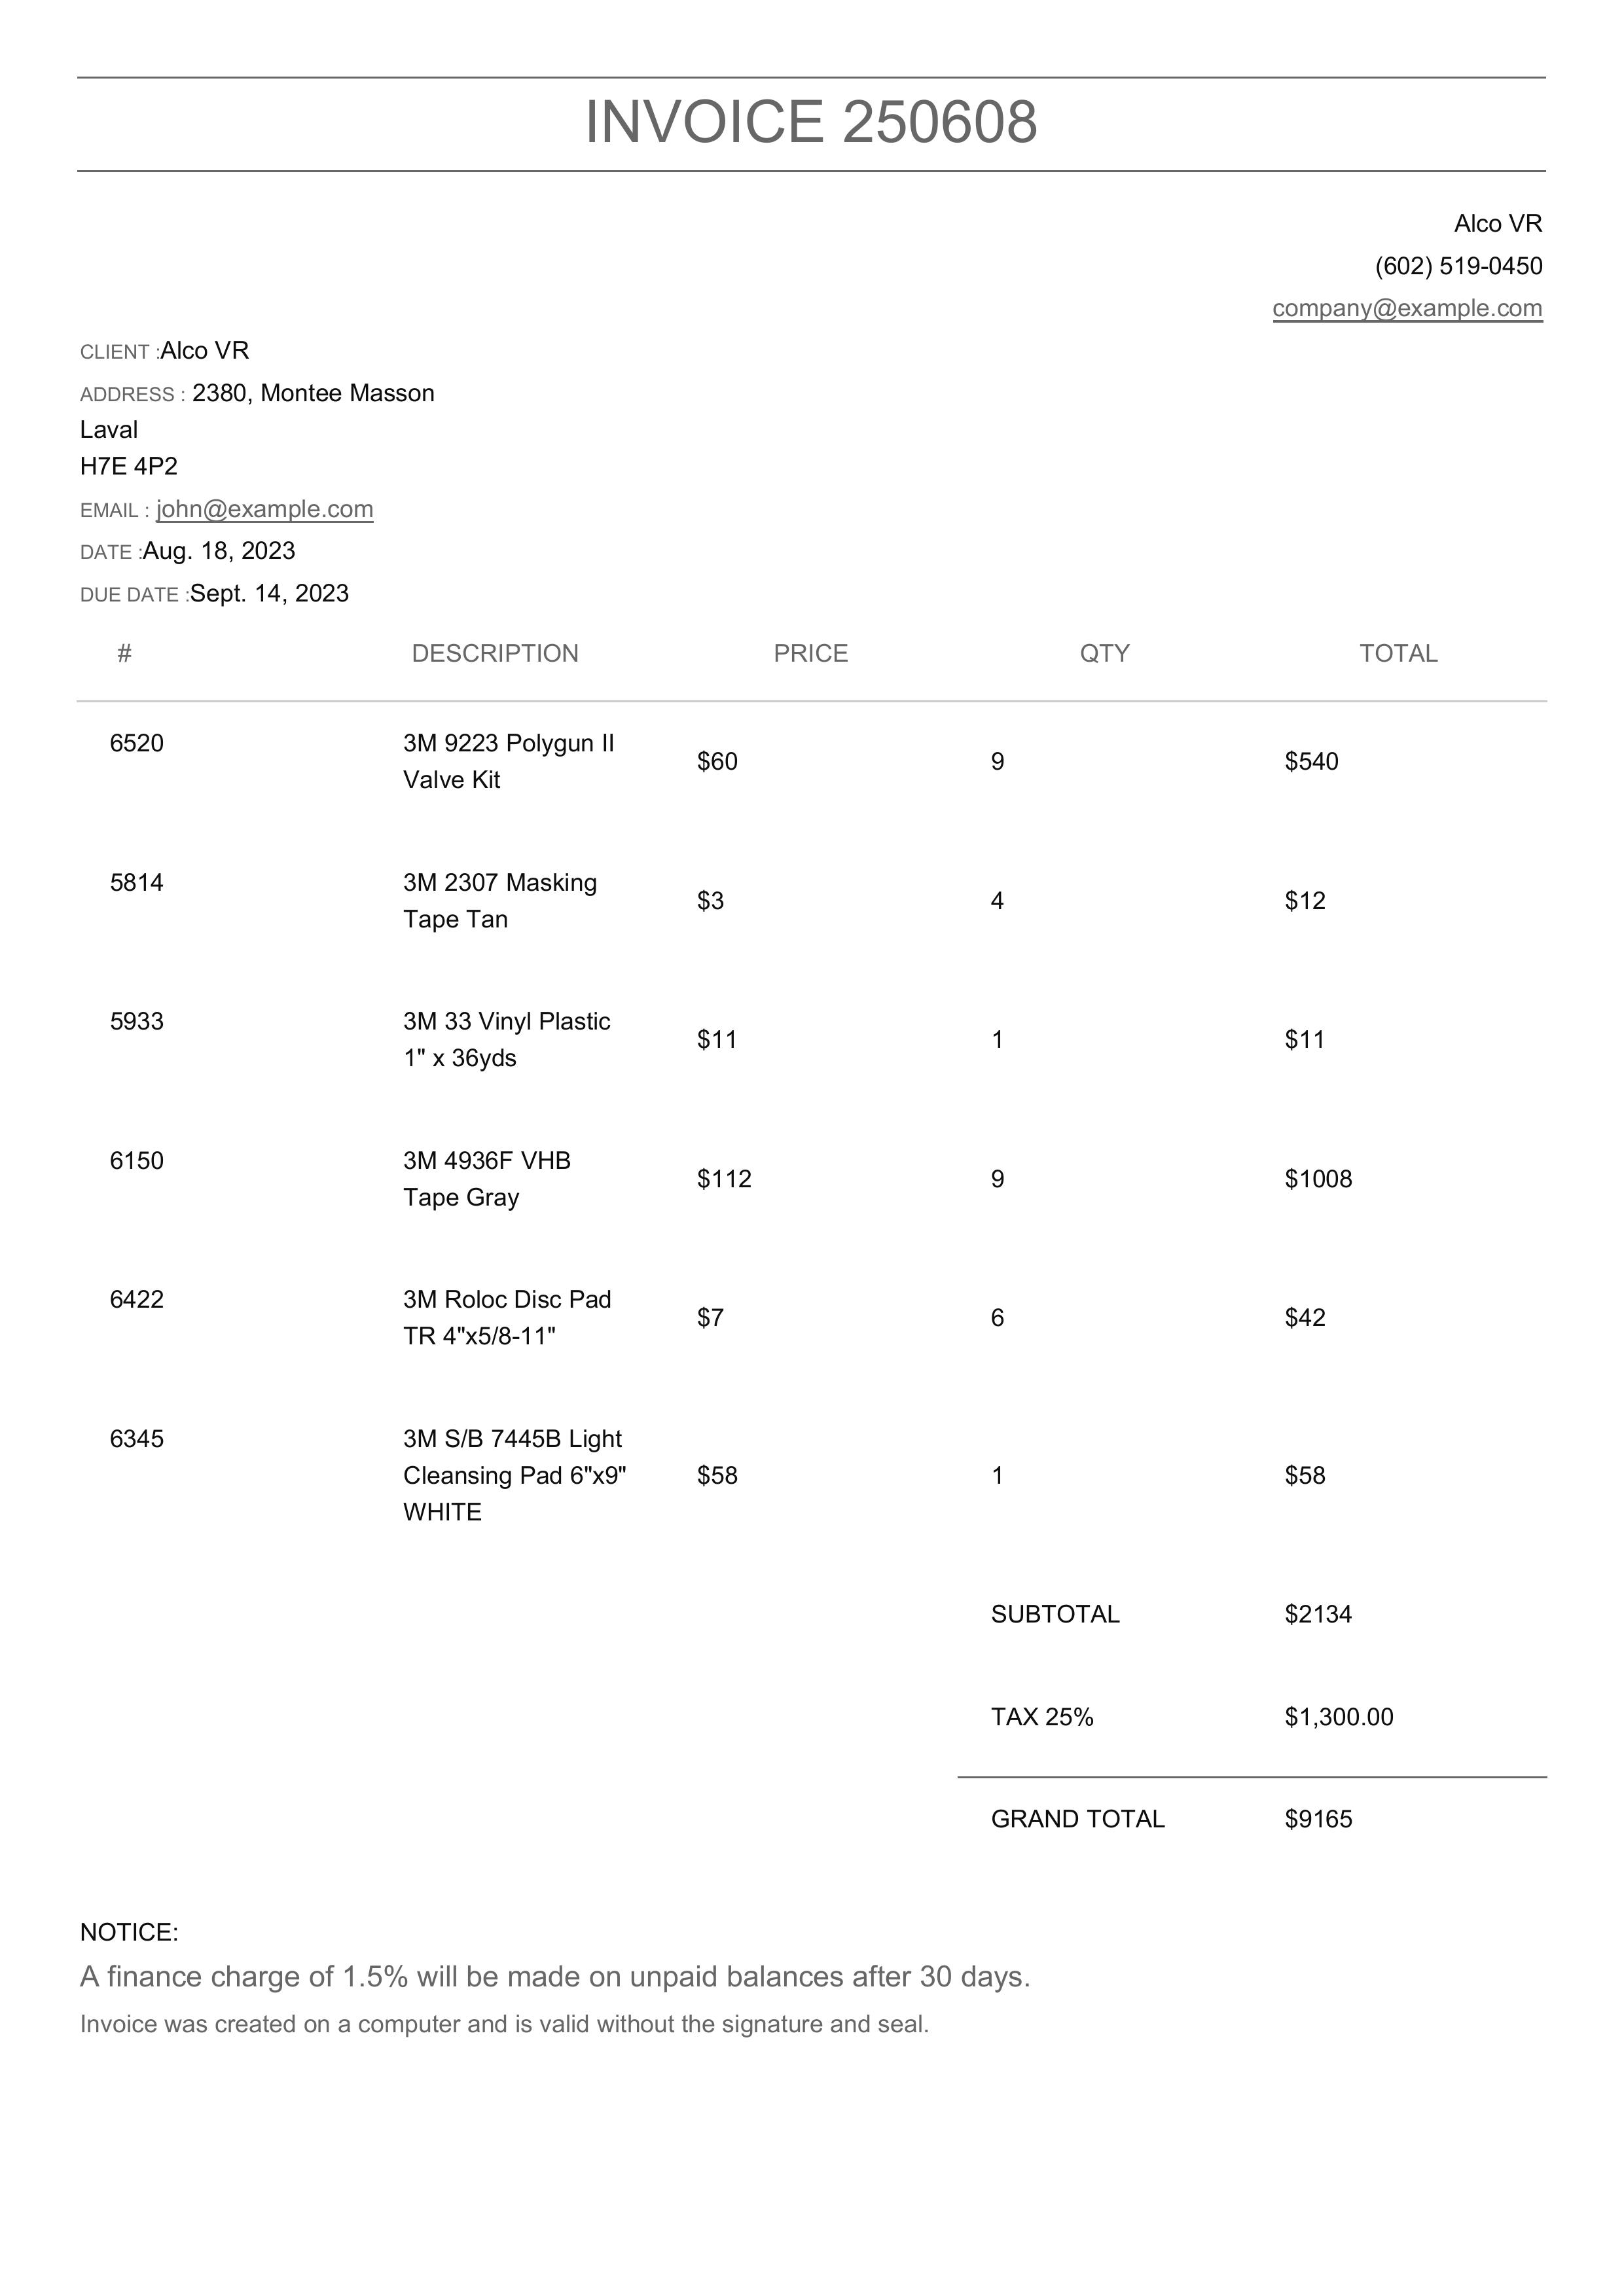 INVOICE 250608
Alco VR
(602) 519-0450
company@example.com
CLIENT :Alco VR
ADDRESS : 2380, Montee Masson
Laval
H7E 4P2
EMAIL : john@example.com
DATE :Aug. 18, 2023
DUE DATE :Sept. 14, 2023
# DESCRIPTION PRICE QTY TOTAL
6520 3M 9223 Polygun II
Valve Kit $60 9 $540
5814 3M 2307 Masking
Tape Tan $3 4 $12
5933 3M 33 Vinyl Plastic
1" x 36yds $11 1 $11
6150 3M 4936F VHB
Tape Gray $112 9 $1008
6422 3M Roloc Disc Pad
TR 4"x5/8-11" $7 6 $42
6345 3M S/B 7445B Light
Cleansing Pad 6"x9" $58 1 $58
WHITE
SUBTOTAL $2134
TAX 25% $1,300.00
GRAND TOTAL $9165
NOTICE:
A finance charge of 1.5% will be made on unpaid balances after 30 days.
Invoice was created on a computer and is valid without the signature and seal.